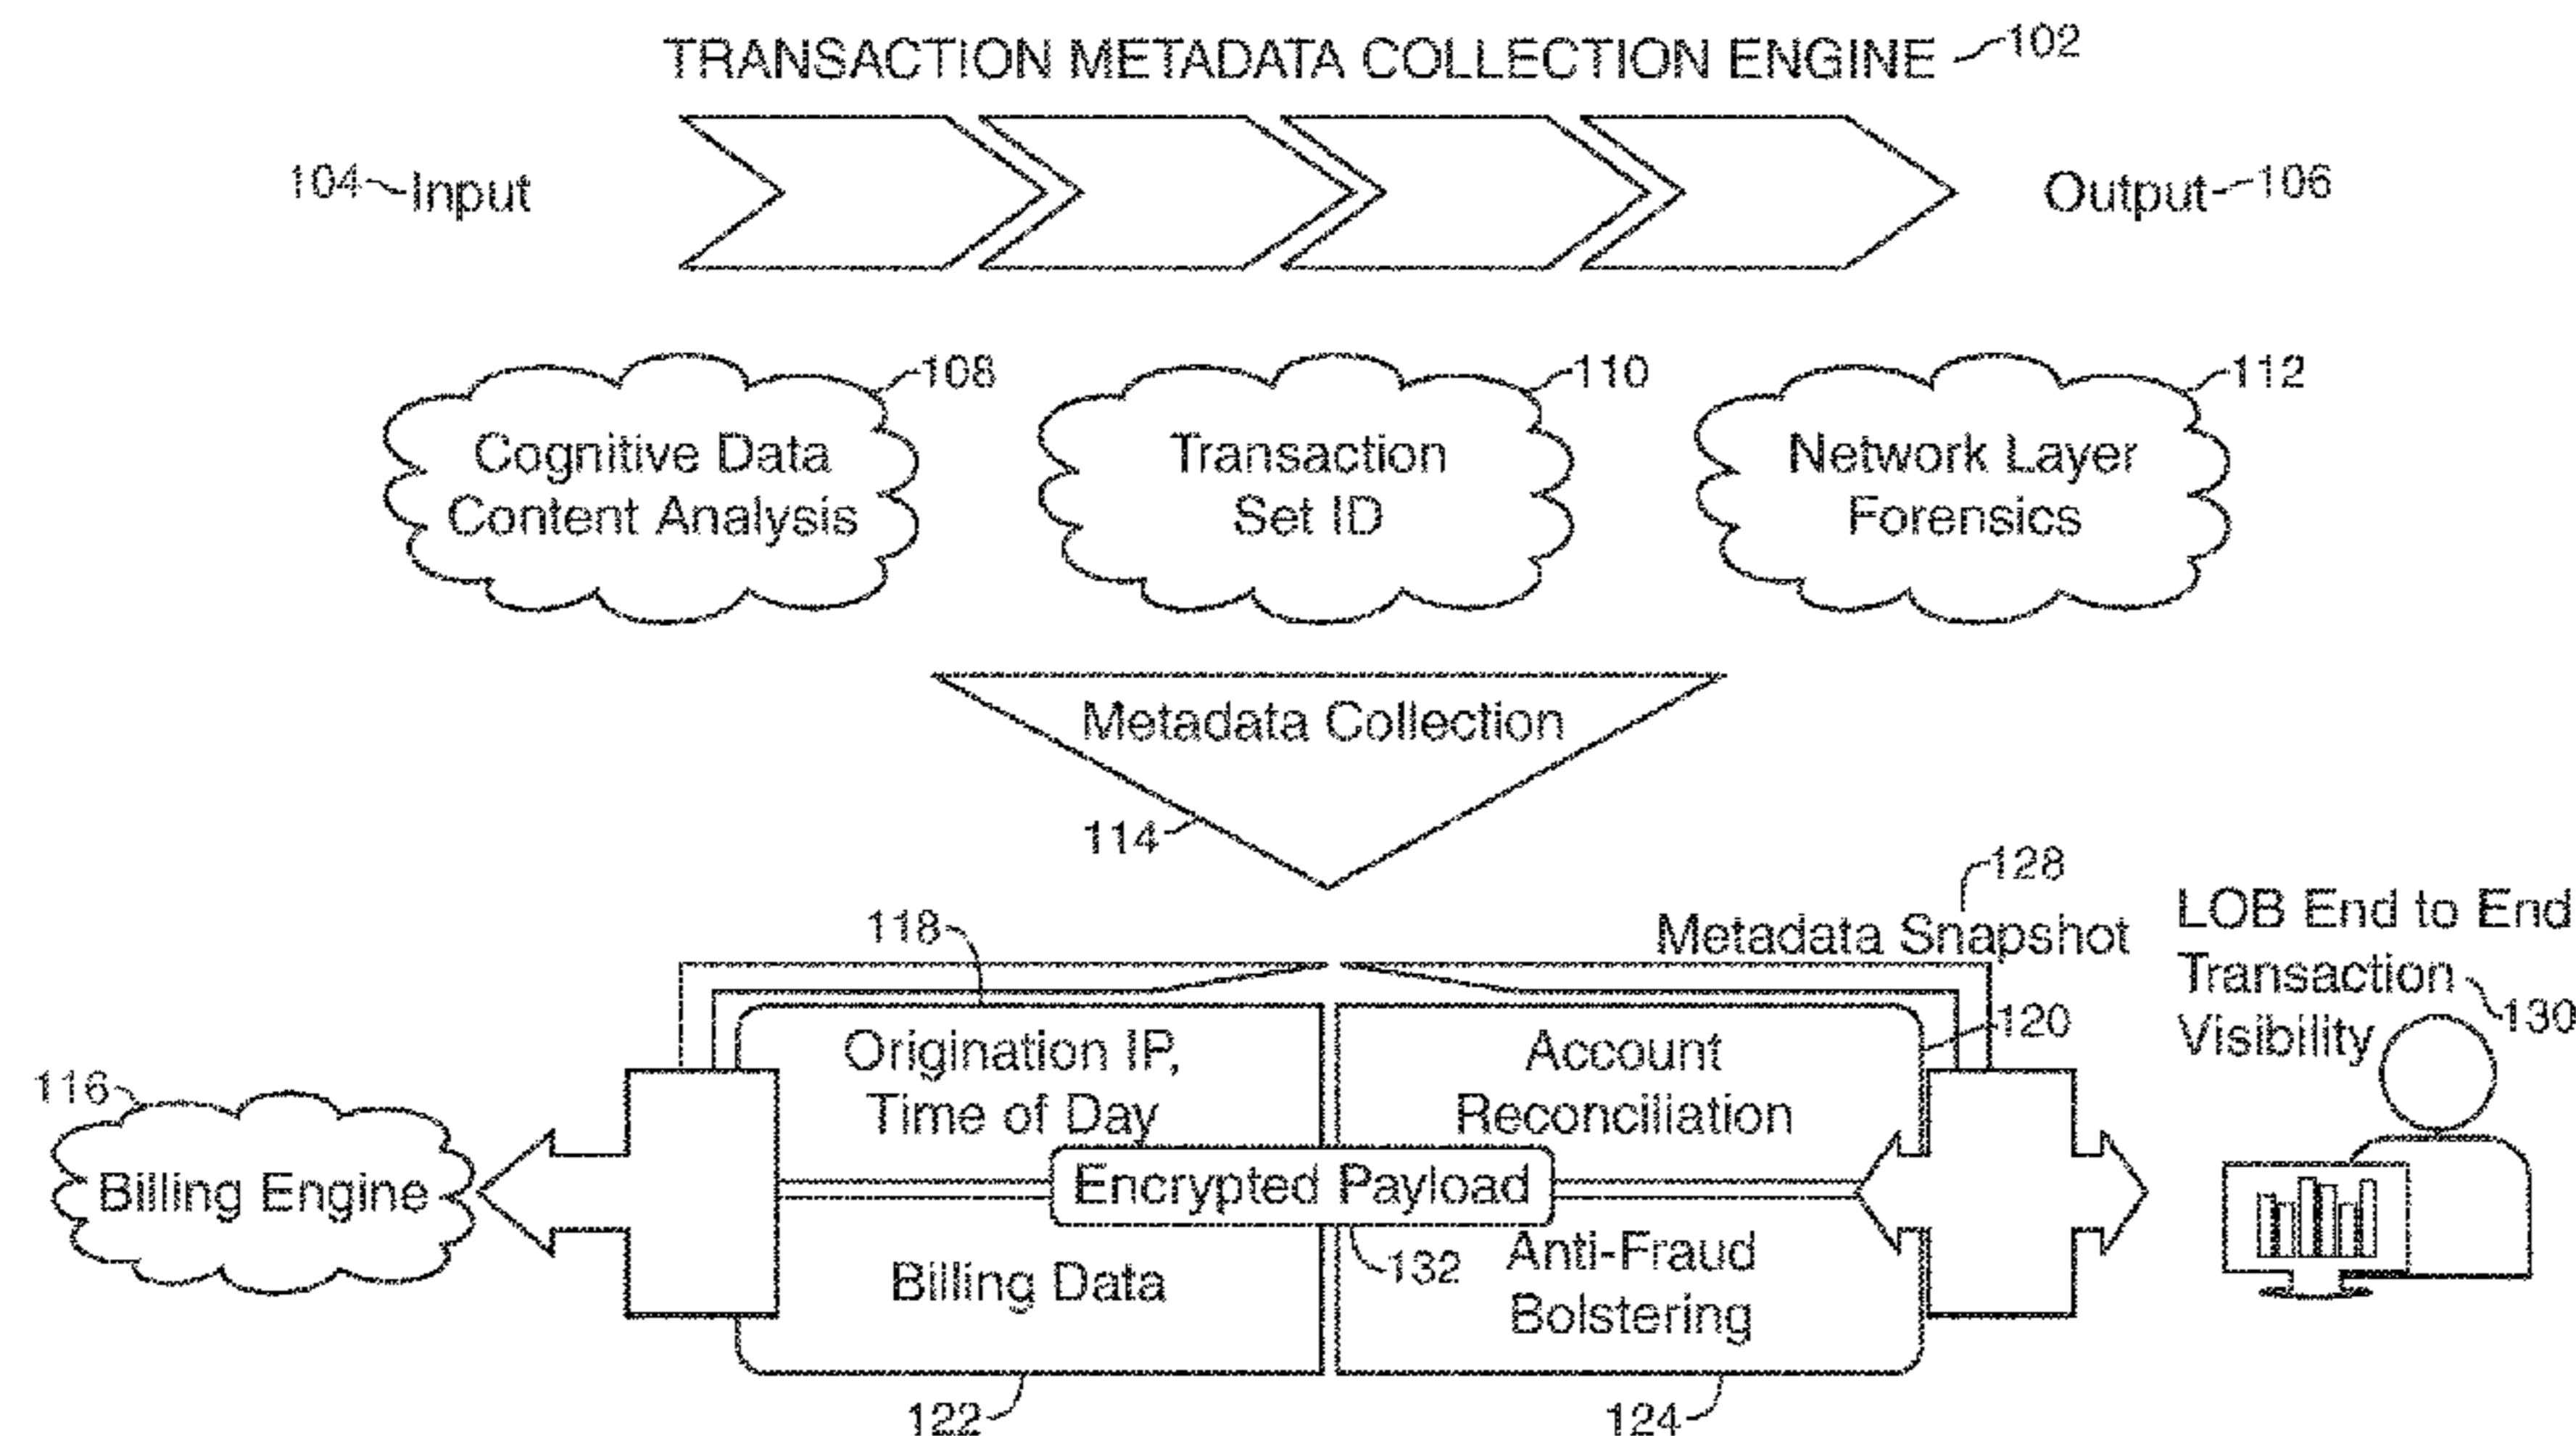 TRANSACTION METADATA COLLECTION ENGINE 102
104 Input
Output 106
108
Cognitive Data
Content Analysis
110
Transaction
Set ID
112
Network Layer
Forensics
Metadata Collection
114
128
Metadata Snapshot
LOB End to End
Transaction
Visibility
130
118
120
Origination IP,
Time of Day
Account
Reconciliation
116
Billing Engine
Encrypted Payload
132
Billing Data
Anti-Fraud
Bolstering
122
124